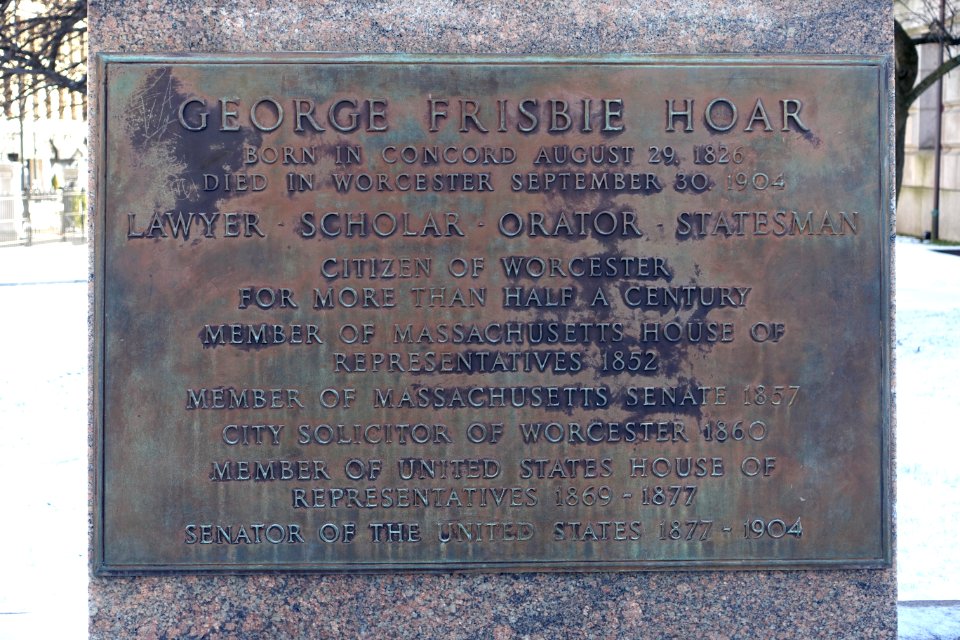 GEORGE FRISBIE HOAR
BORN IN CONCORD AUGUST 29, 1826
DIED IN WORCESTER SEPTEMBER 30, 1904
LAWYER · SCHOLAR · ORATOR · STATESMAN
CITIZEN OF WORCESTER
FOR MORE THAN HALF A CENTURY
MEMBER OF MASSACHUSETTS HOUSE OF
REPRESENTATIVES 1852
MEMBER OF MASSACHUSETTS SENATE 1857
CITY SOLICITOR OF WORCESTER 1860
MEMBER OF UNITED STATES HOUSE OF
REPRESENTATIVES 1869 - 1877
SENATOR OF THE UNITED STATES 1877 - 1904